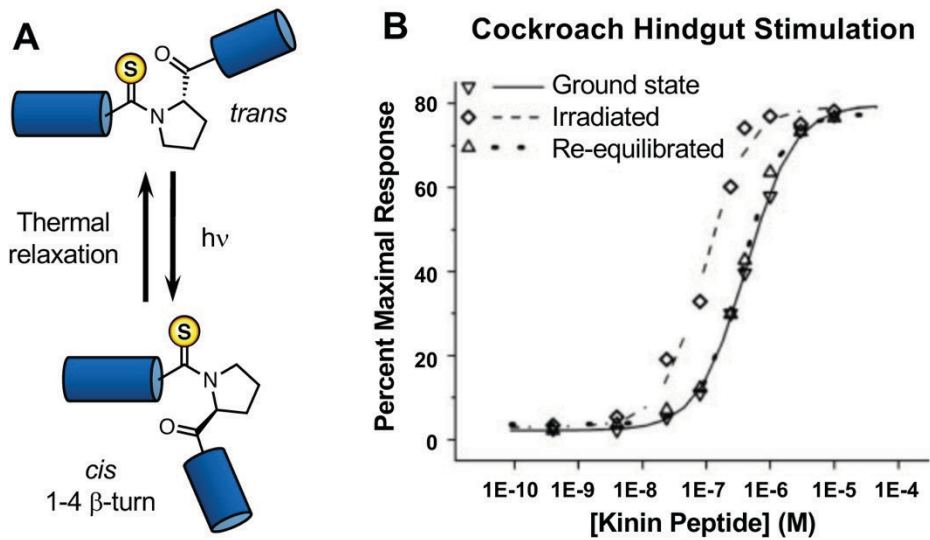 A
S
O
N
trans
Thermal
relaxation
hν
S
N
O
cis
1-4 β-turn
B
Cockroach Hindgut Stimulation
Ground state
Irradiated
Re-equilibrated
Percent Maximal Response
80
60
40
20
0
1E-10 1E-9 1E-8 1E-7 1E-6 1E-5 1E-4
[Kinin Peptide] (M)